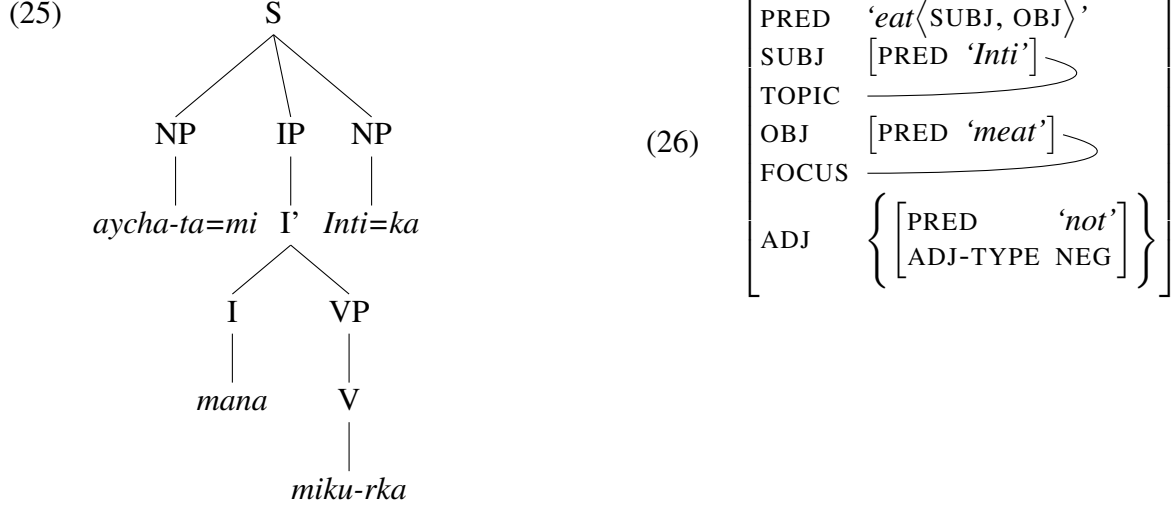 (25)
S
NP IP NP
aycha-ta=mi I’ Inti=ka
I VP
mana V
miku-rka
(26)
PRED ‘eat⟨SUBJ, OBJ⟩’
SUBJ [PRED ‘Inti’]
TOPIC
OBJ [PRED ‘meat’]
FOCUS
ADJ {[PRED ‘not’
ADJ-TYPE NEG]}